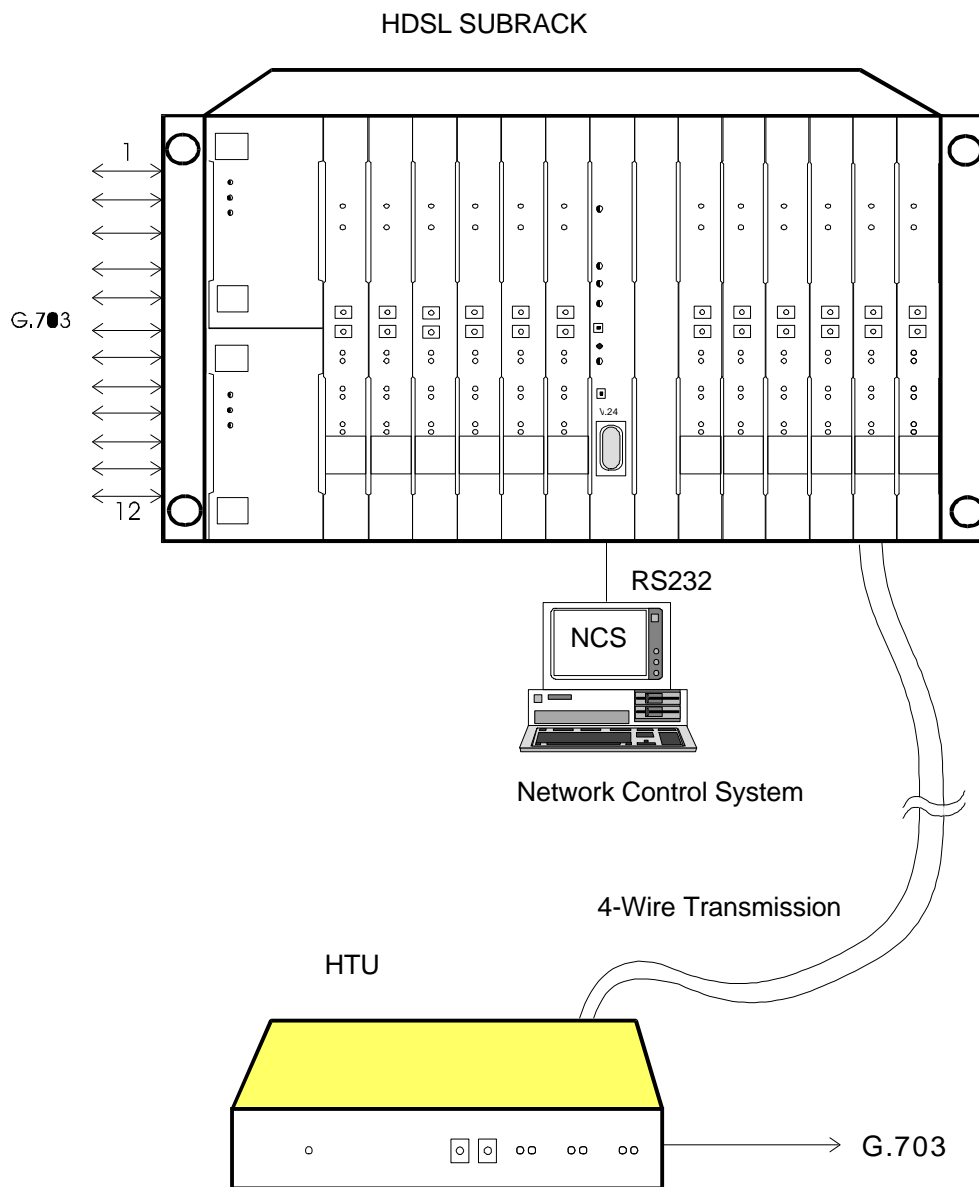 HDSL SUBRACK
1
G.703
12
V.24
RS232
NCS
Network Control System
4-Wire Transmission
HTU
G.703